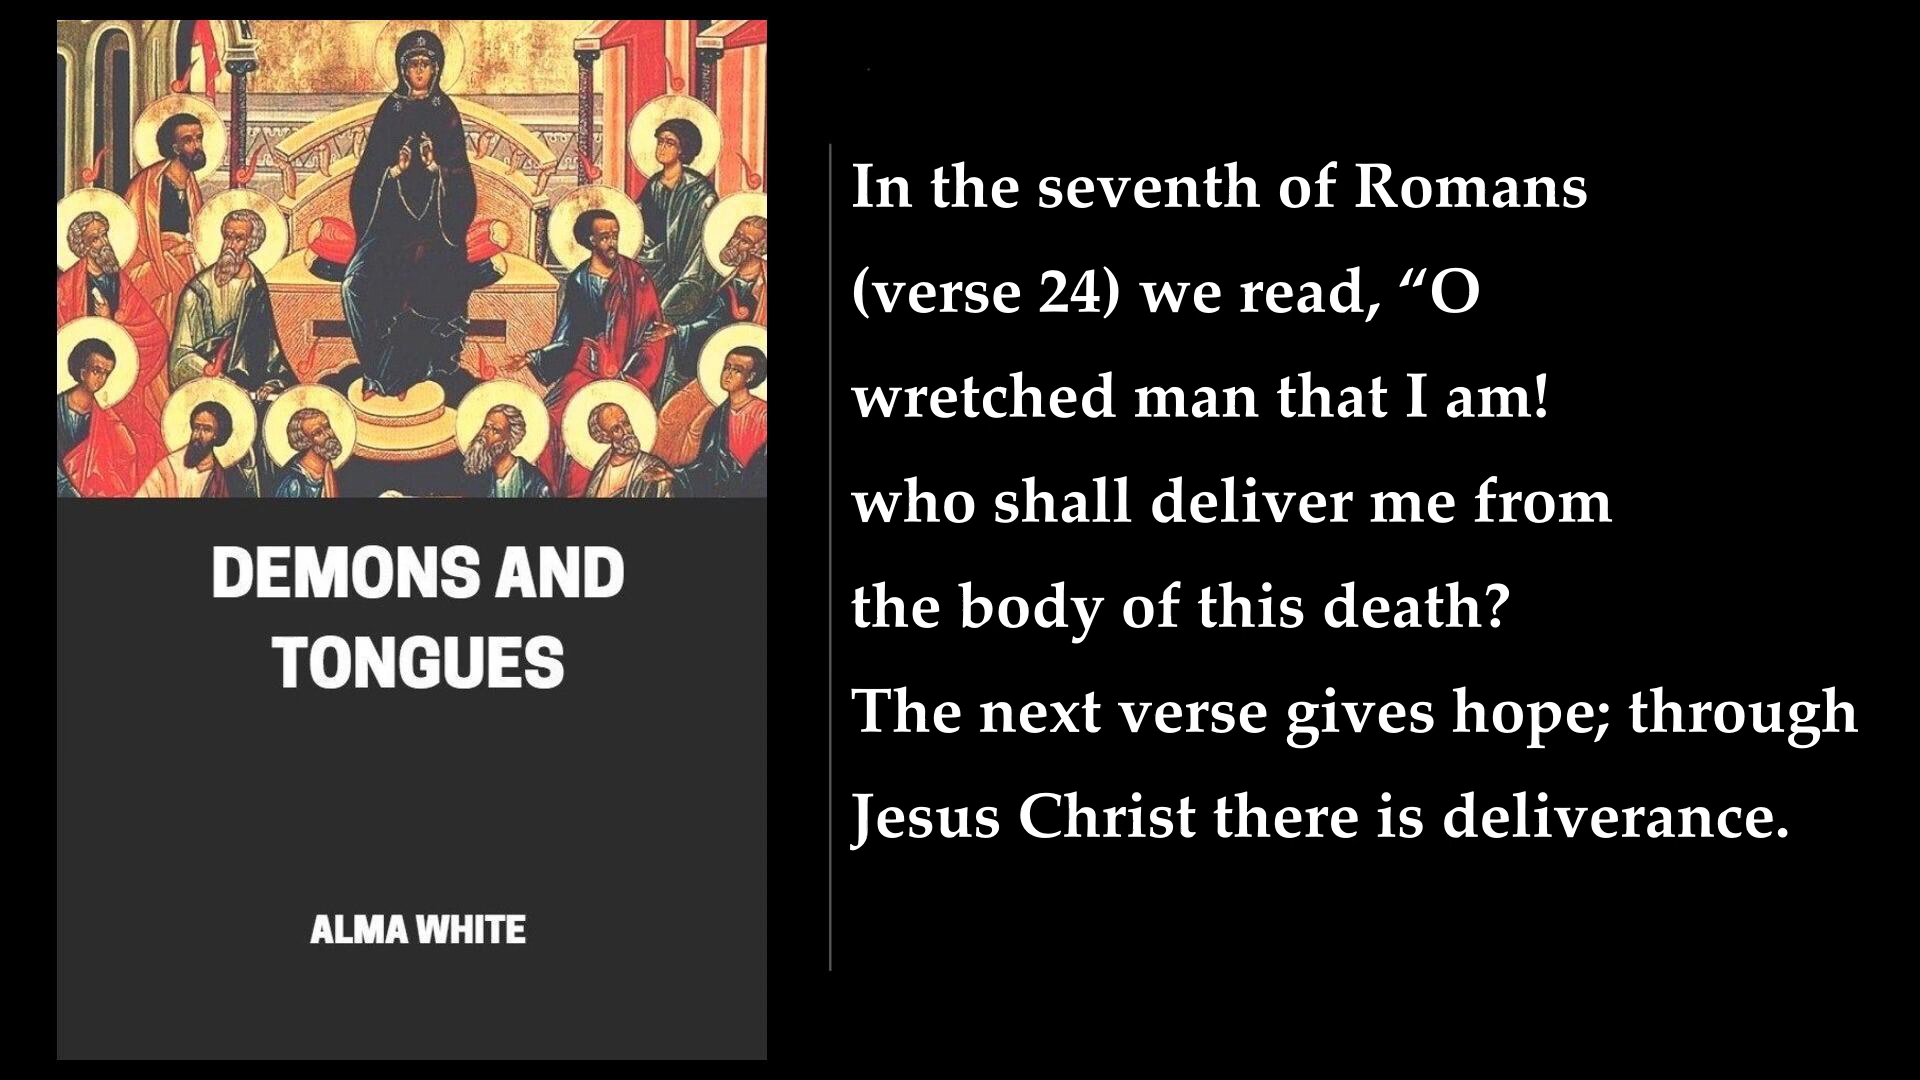 DEMONS AND
TONGUES
ALMA WHITE
In the seventh of Romans
(verse 24) we read, “O
wretched man that I am!
who shall deliver me from
the body of this death?
The next verse gives hope; through
Jesus Christ there is deliverance.